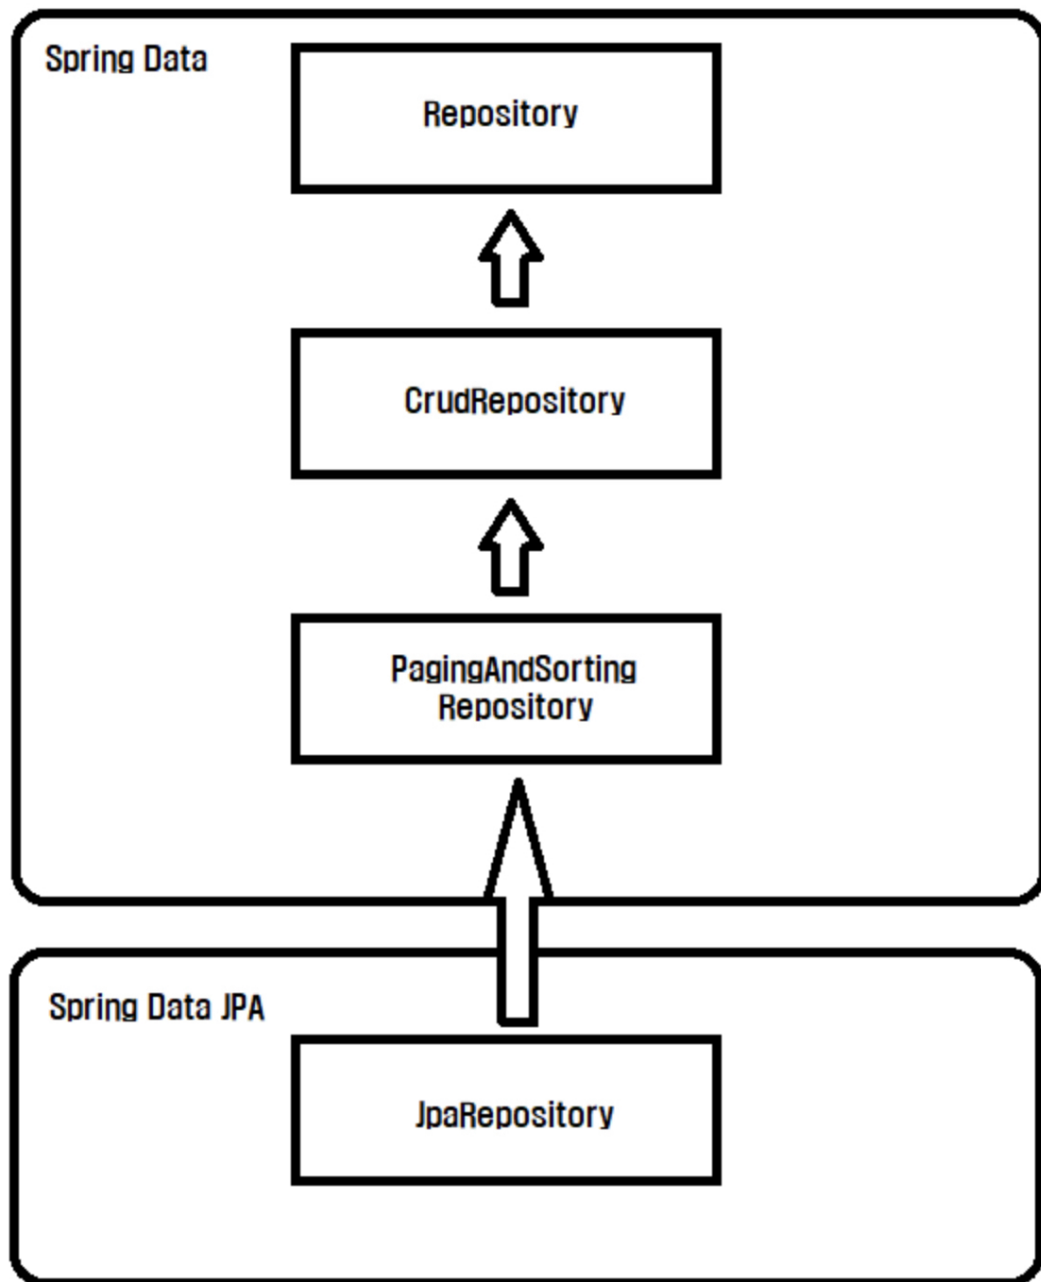 Spring Data
Repository
CrudRepository
PagingAndSorting
Repository
Spring Data JPA
JpaRepository